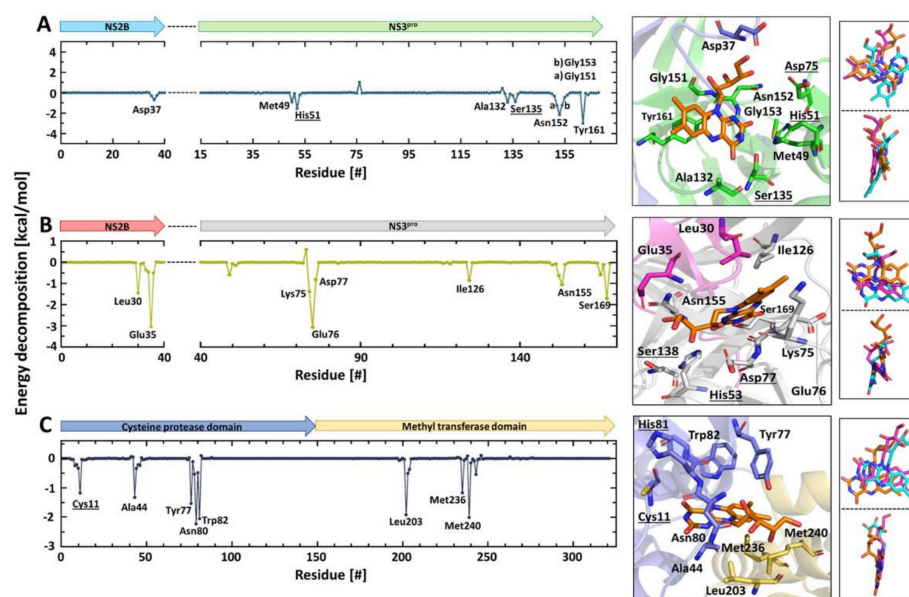 A
NS2B
NS3pro
b)Gly153
a)Gly151
4
2
0
-2
-4
Asp37
Met49
His51
Ala132
Ser135
a
b
Asn152
Tyr161
0 10 20 30 40
15 35 55 75 95 115 135 155
Residue [#]
Asp37
Asp75
Gly151
Asn152
Tyr161
Gly153
His51
Met49
Ala132
Ser135
Energy decomposition [kcal/mol]
B
NS2B
NS3pro
1
0
-1
-2
-3
-4
Leu30
Glu35
Lys75
Asp77
Glu76
Ile126
Asn155
Ser169
0 10 20 30 40
40 90 140
Residue [#]
Leu30
Glu35
Ile126
Asn155
Ser169
Ser138
Lys75
Asp77
His53
Glu76
C
Cysteine protease domain
Methyl transferase domain
0
-1
-2
-3
Cys11
Ala44
Tyr77
Trp82
Asn80
Leu203
Met236
Met240
0 50 100 150 200 250 300
Residue [#]
His81
Trp82
Tyr77
Cys11
Asn80
Met240
Met236
Ala44
Leu203